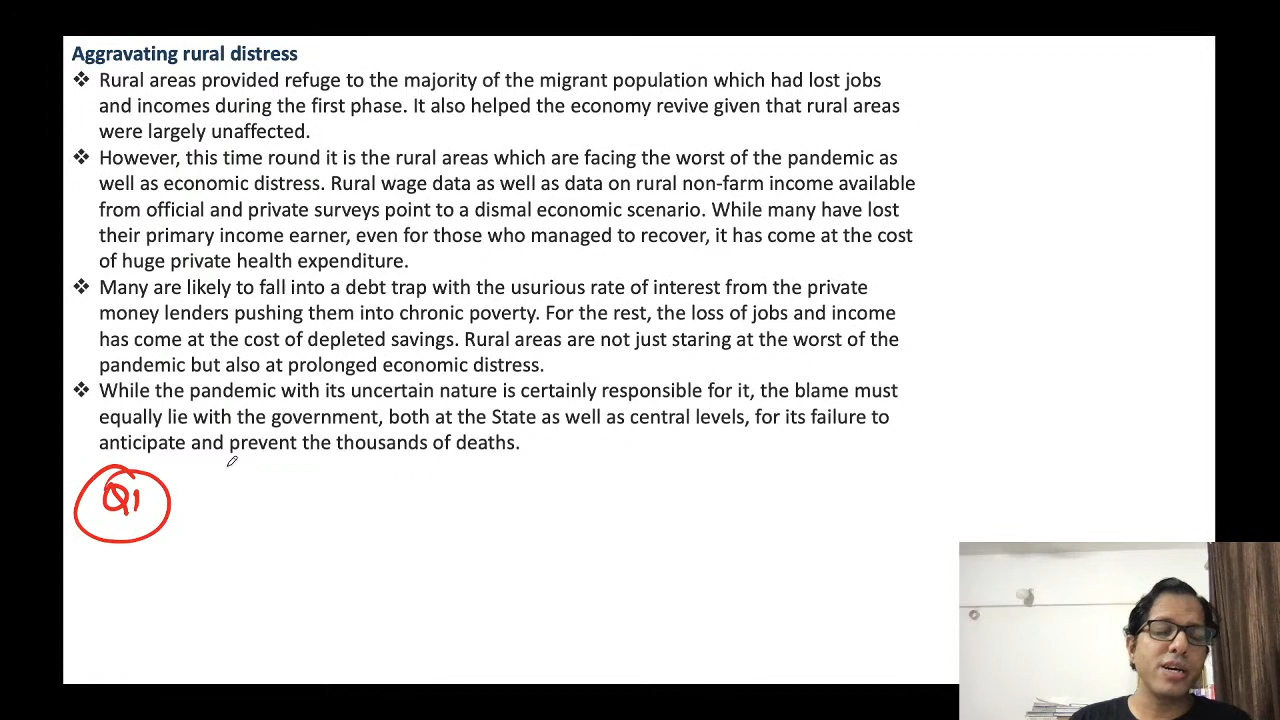 Aggravating rural distress
❖ Rural areas provided refuge to the majority of the migrant population which had lost jobs
and incomes during the first phase. It also helped the economy revive given that rural areas
were largely unaffected.
❖ However, this time round it is the rural areas which are facing the worst of the pandemic as
well as economic distress. Rural wage data as well as data on rural non-farm income available
from official and private surveys point to a dismal economic scenario. While many have lost
their primary income earner, even for those who managed to recover, it has come at the cost
of huge private health expenditure.
❖ Many are likely to fall into a debt trap with the usurious rate of interest from the private
money lenders pushing them into chronic poverty. For the rest, the loss of jobs and income
has come at the cost of depleted savings. Rural areas are not just staring at the worst of the
pandemic but also at prolonged economic distress.
❖ While the pandemic with its uncertain nature is certainly responsible for it, the blame must
equally lie with the government, both at the State as well as central levels, for its failure to
anticipate and prevent the thousands of deaths.
Q1